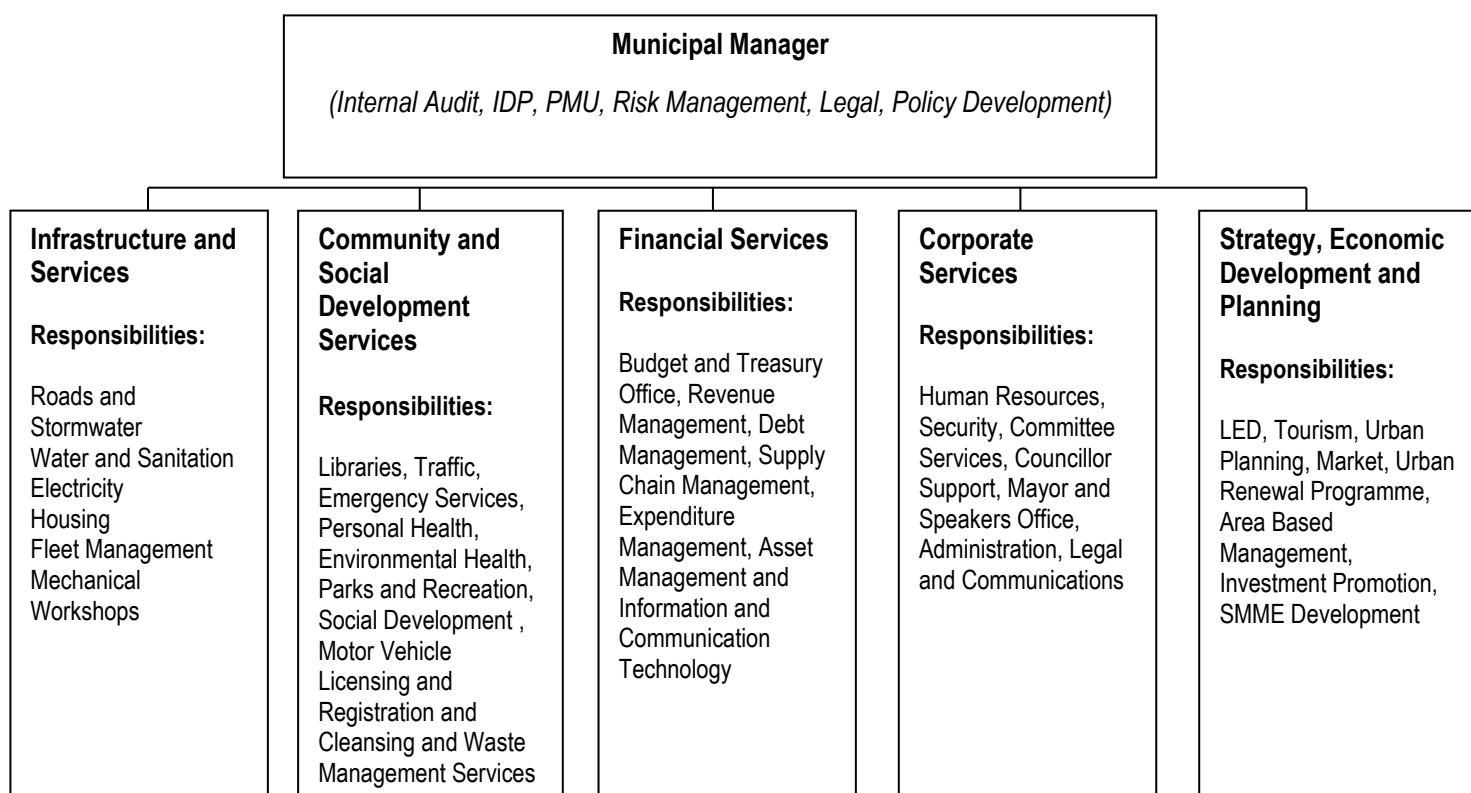 Municipal Manager
(Internal Audit, IDP, PMU, Risk Management, Legal, Policy Development)
Infrastructure and
Services
Responsibilities:
Roads and
Stormwater
Water and Sanitation
Electricity
Housing
Fleet Management
Mechanical
Workshops
Community and
Social
Development
Services
Responsibilities:
Libraries, Traffic,
Emergency Services,
Personal Health,
Environmental Health,
Parks and Recreation,
Social Development ,
Motor Vehicle
Licensing and
Registration and
Cleansing and Waste
Management Services
Financial Services
Responsibilities:
Budget and Treasury
Office, Revenue
Management, Debt
Management, Supply
Chain Management,
Expenditure
Management, Asset
Management and
Information and
Communication
Technology
Corporate
Services
Responsibilities:
Human Resources,
Security, Committee
Services, Councillor
Support, Mayor and
Speakers Office,
Administration, Legal
and Communications
Strategy, Economic
Development and
Planning
Responsibilities:
LED, Tourism, Urban
Planning, Market, Urban
Renewal Programme,
Area Based
Management,
Investment Promotion,
SMME Development